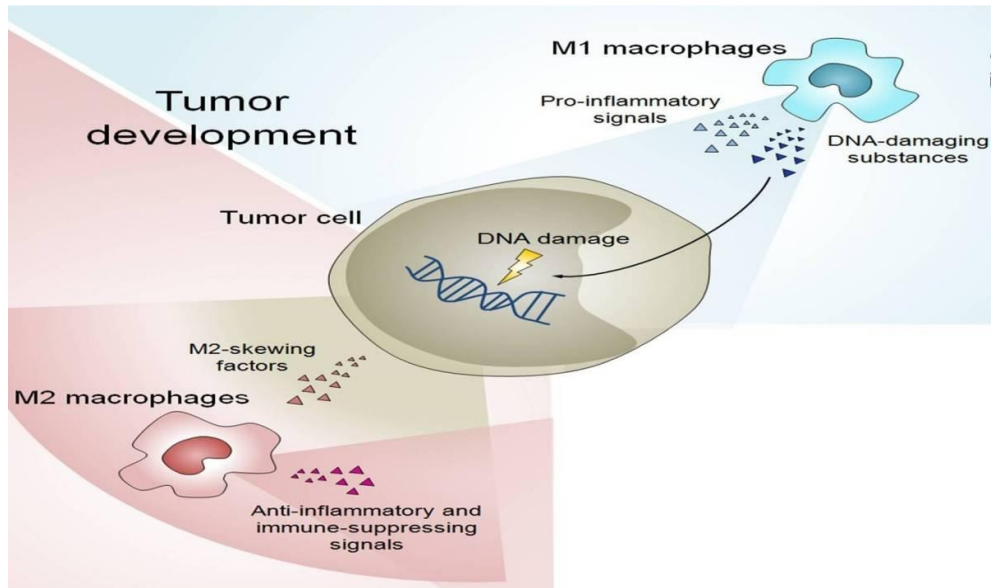 M1 macrophages
Tumor
development
Pro-inflammatory
signals
DNA-damaging
substances
Tumor cell
DNA damage
M2-skewing
factors
M2 macrophages
Anti-inflammatory and
immune-suppressing
signals